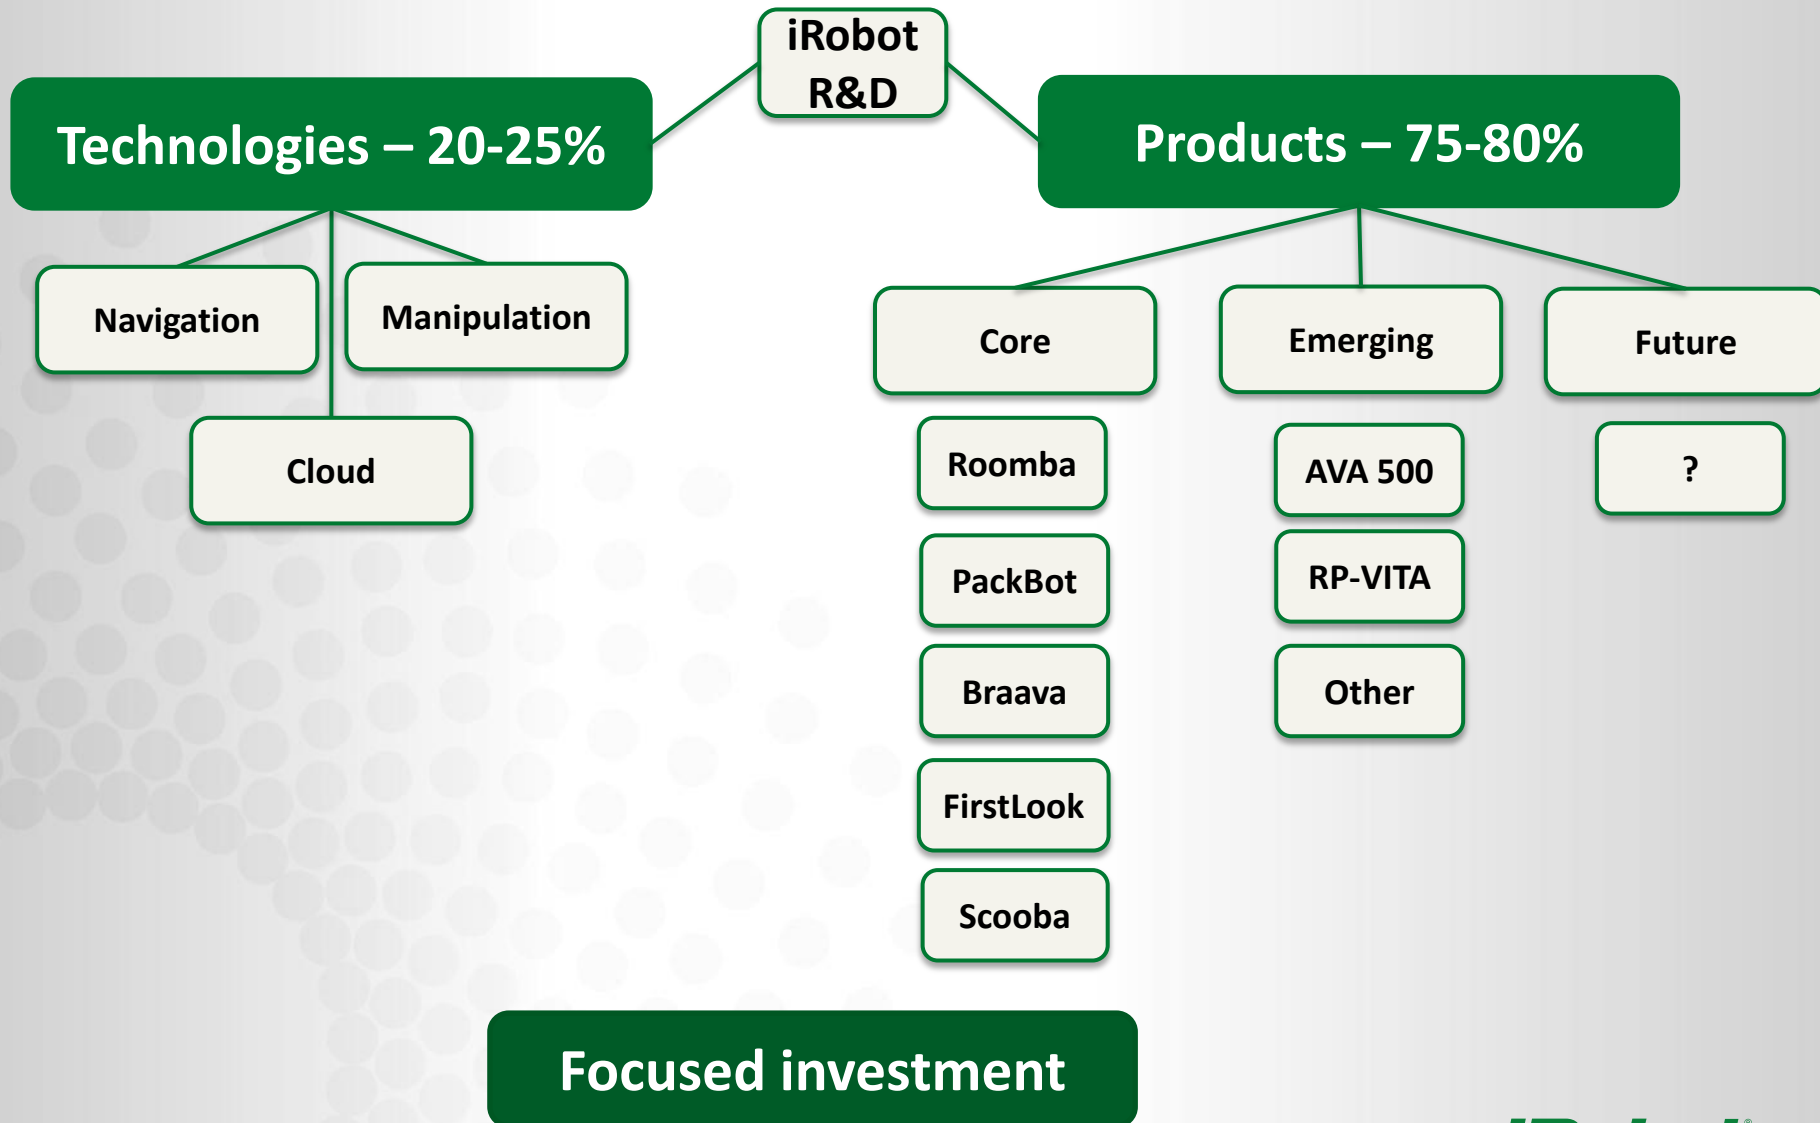 iRobot
R&D
Technologies – 20-25%
Products – 75-80%
Navigation
Manipulation
Cloud
Core
Emerging
Future
Roomba
AVA 500
?
PackBot
RP-VITA
Braava
Other
FirstLook
Scooba
Focused investment